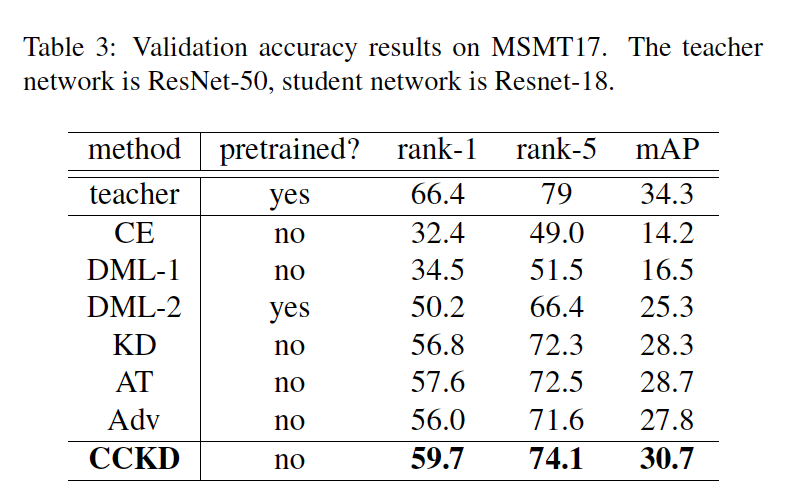 Table 3: Validation accuracy results on MSMT17. The teacher
network is ResNet-50, student network is Resnet-18.
method pretrained? rank-1 rank-5 mAP
teacher yes 66.4 79 34.3
CE no 32.4 49.0 14.2
DML-1 no 34.5 51.5 16.5
DML-2 yes 50.2 66.4 25.3
KD no 56.8 72.3 28.3
AT no 57.6 72.5 28.7
Adv no 56.0 71.6 27.8
CCKD no 59.7 74.1 30.7